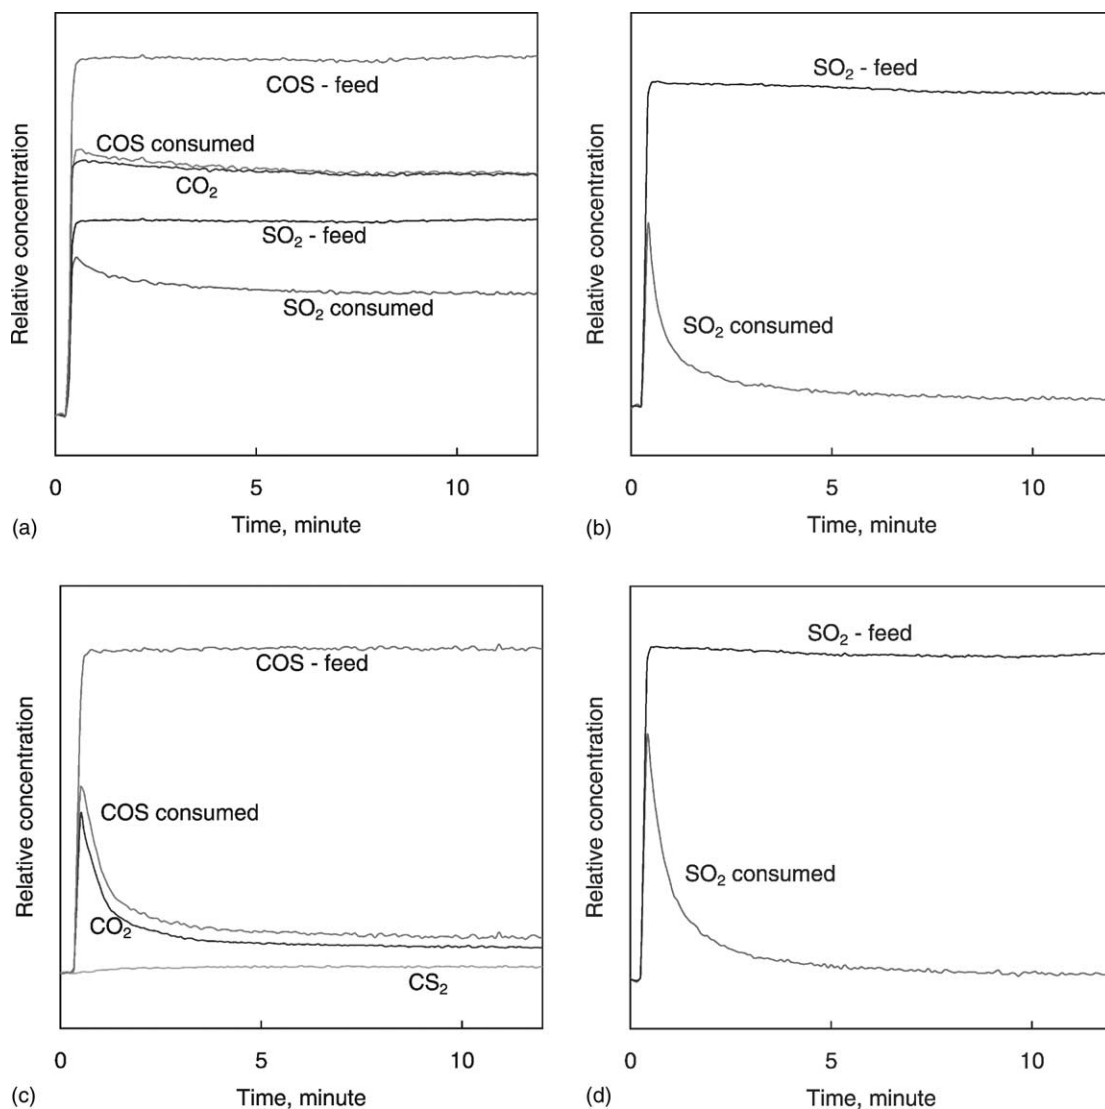 Relative concentration
COS - feed
COS consumed
CO₂
SO₂ - feed
SO₂ consumed
0 5 10
Time, minute
(a)
Relative concentration
SO₂ - feed
SO₂ consumed
0 5 10
Time, minute
(b)
Relative concentration
COS - feed
COS consumed
CO₂
CS₂
0 5 10
Time, minute
(c)
Relative concentration
SO₂ - feed
SO₂ consumed
0 5 10
Time, minute
(d)